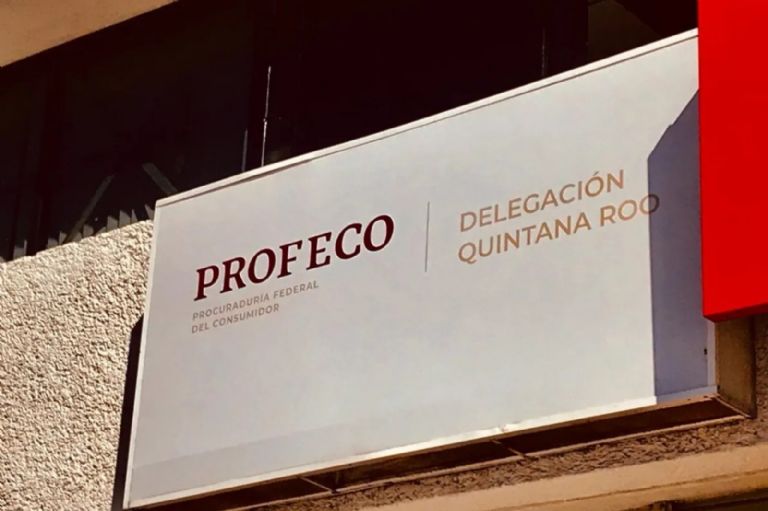 PROFECO
PROCURADURÍA FEDERAL
DEL CONSUMIDOR
DELEGACIÓN
QUINTANA ROO